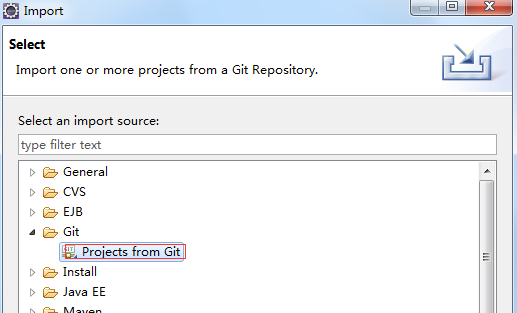 Import
Select
Import one or more projects from a Git Repository.
Select an import source:
type filter text
General
CVS
EJB
Git
Projects from Git
Install
Java EE
Maven